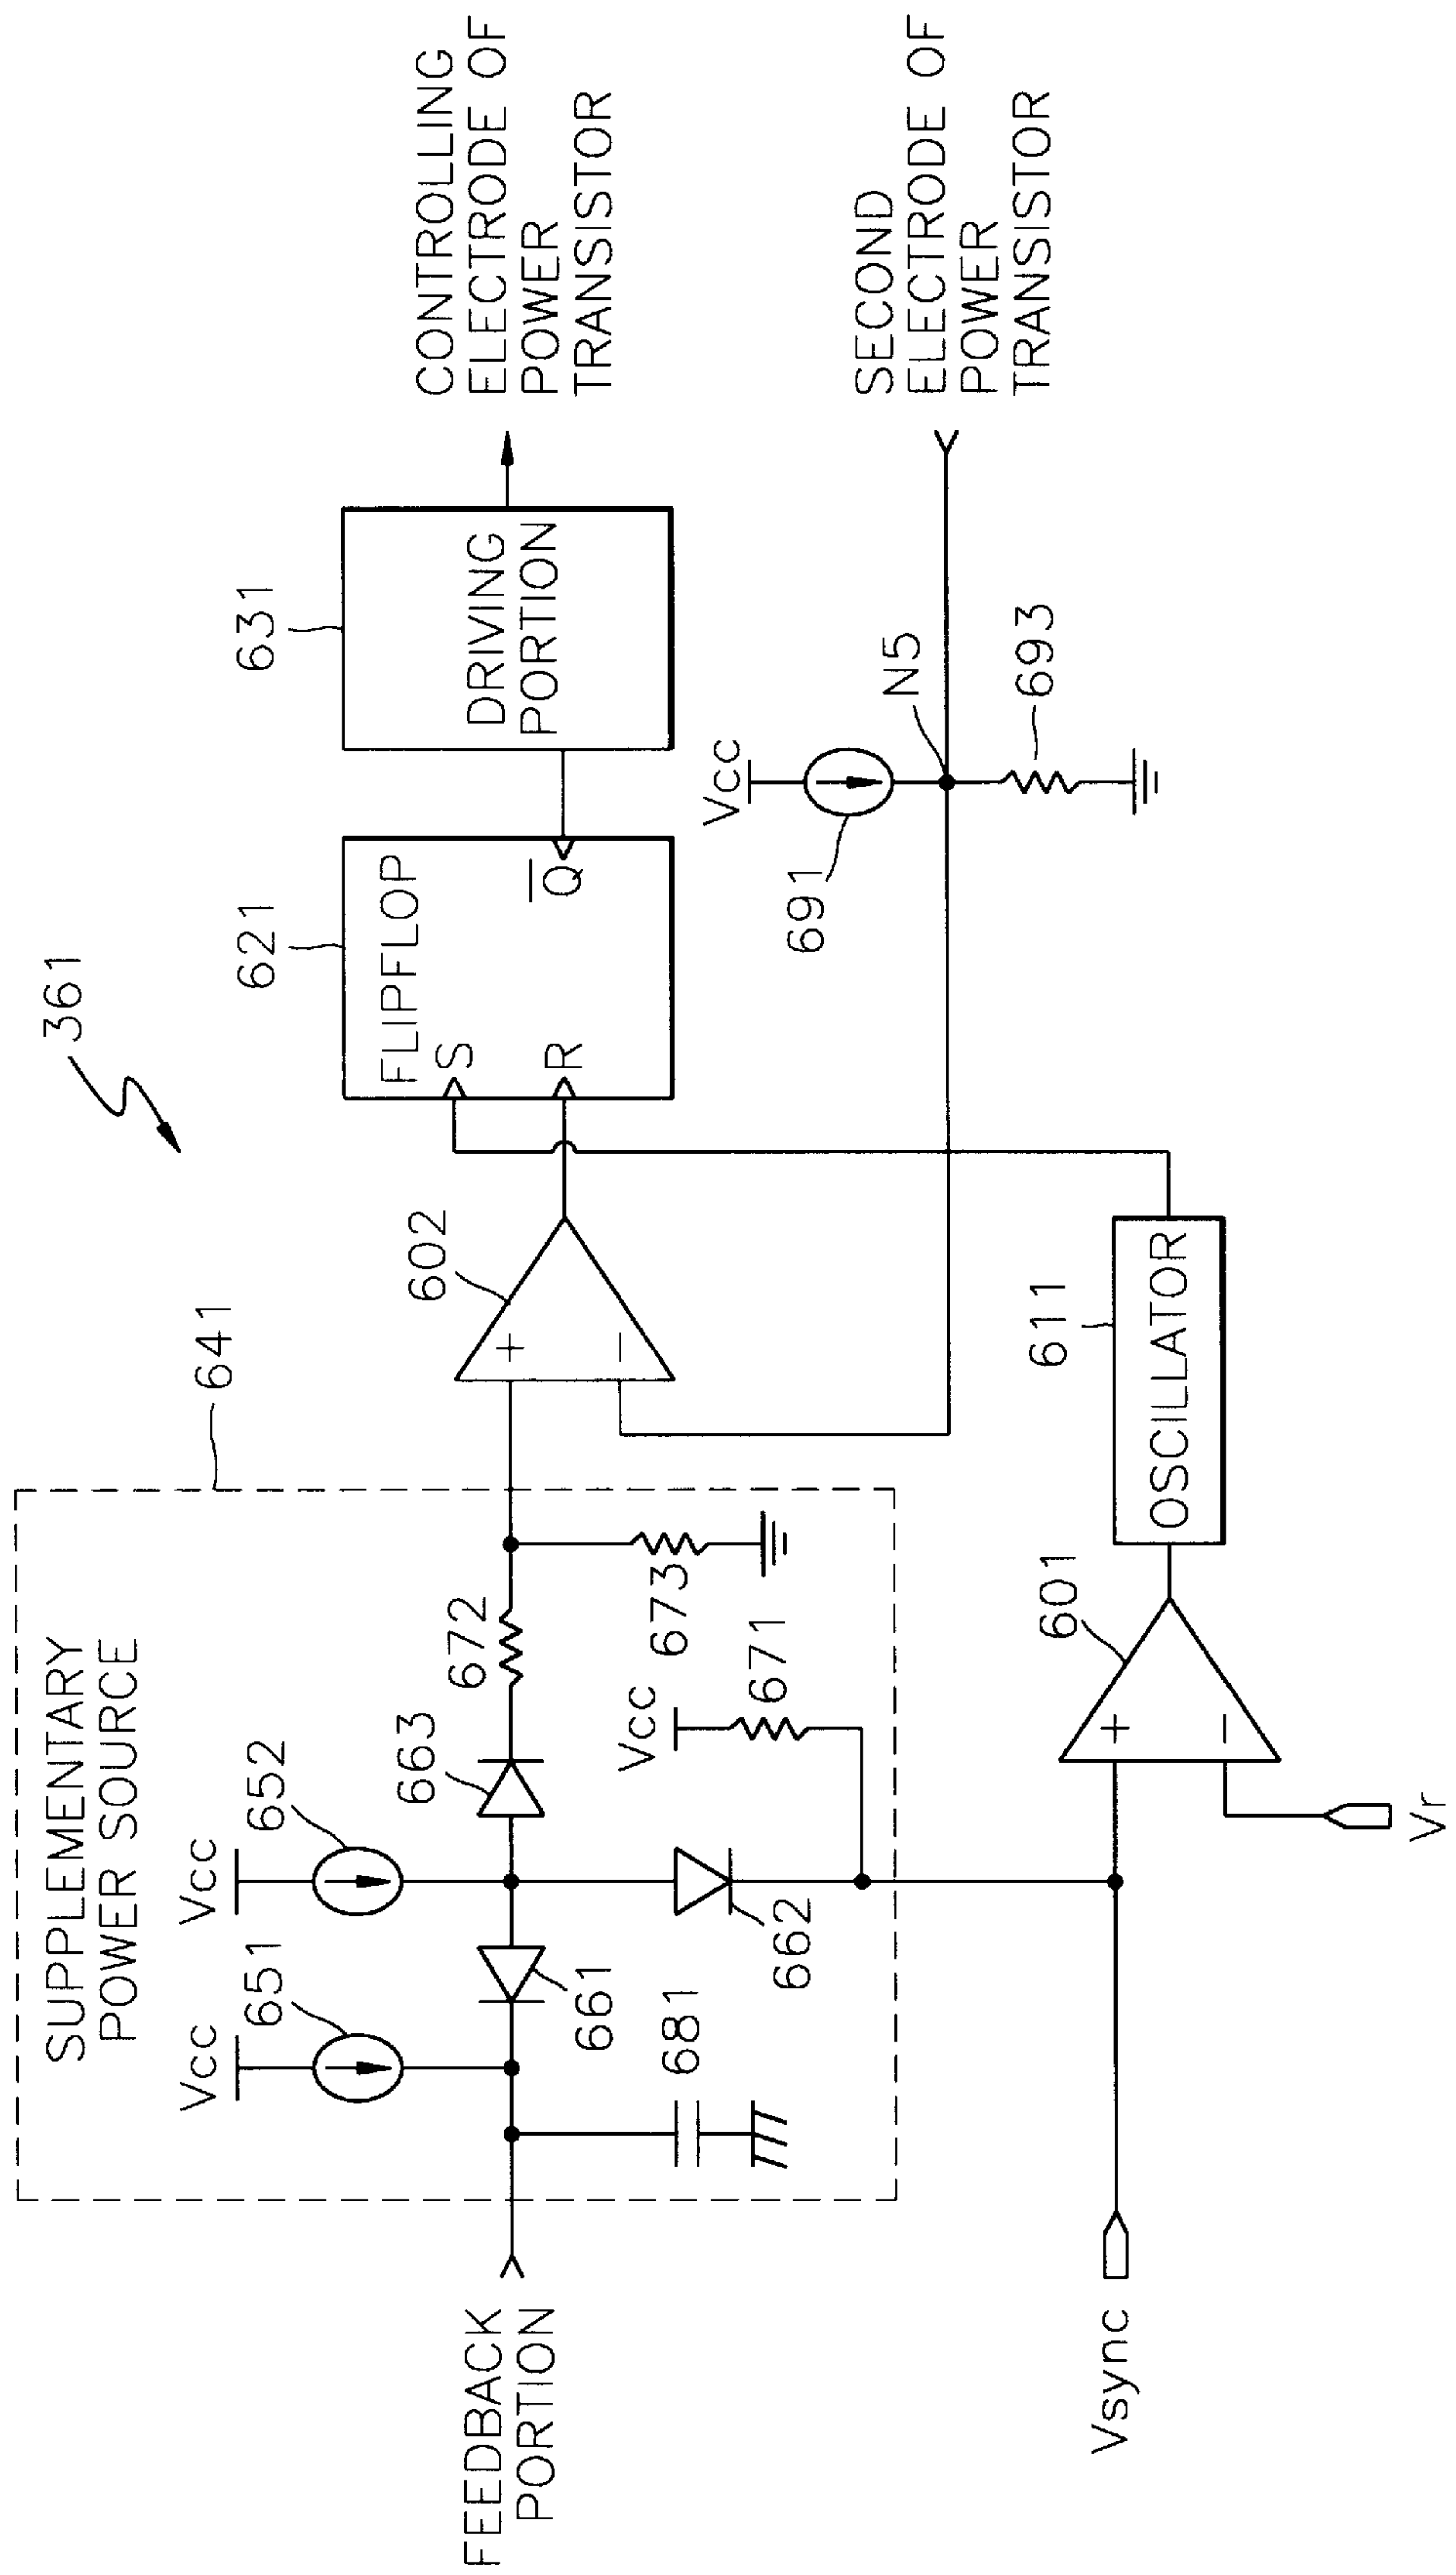 361
SUPPLEMENTARY
POWER SOURCE
641
Vcc
651
Vcc
652
661
663
672
681
662
Vcc
671
673
602
+
−
621
FLIPFLOP
S
R
Q̅
631
DRIVING
PORTION
CONTROLLING
ELECTRODE OF
POWER
TRANSISTOR
FEEDBACK
PORTION
Vcc
691
N5
693
SECOND
ELECTRODE OF
POWER
TRANSISTOR
601
+
−
611
OSCILLATOR
Vsync
Vr